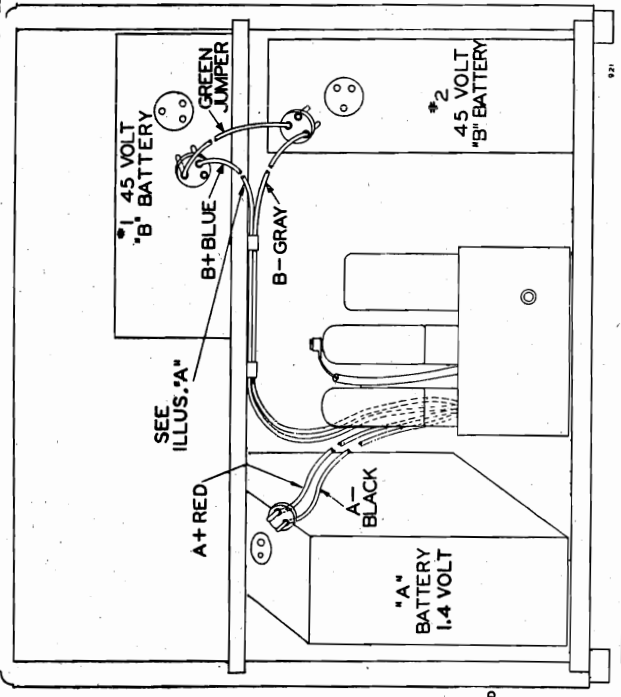 #1 45 VOLT
"B" BATTERY
GREEN
JUMPER
#2
45 VOLT
"B" BATTERY
B+ BLUE
B- GRAY
SEE
ILLUS. "A"
A+ RED
A-
BLACK
"A"
BATTERY
1.4 VOLT
921